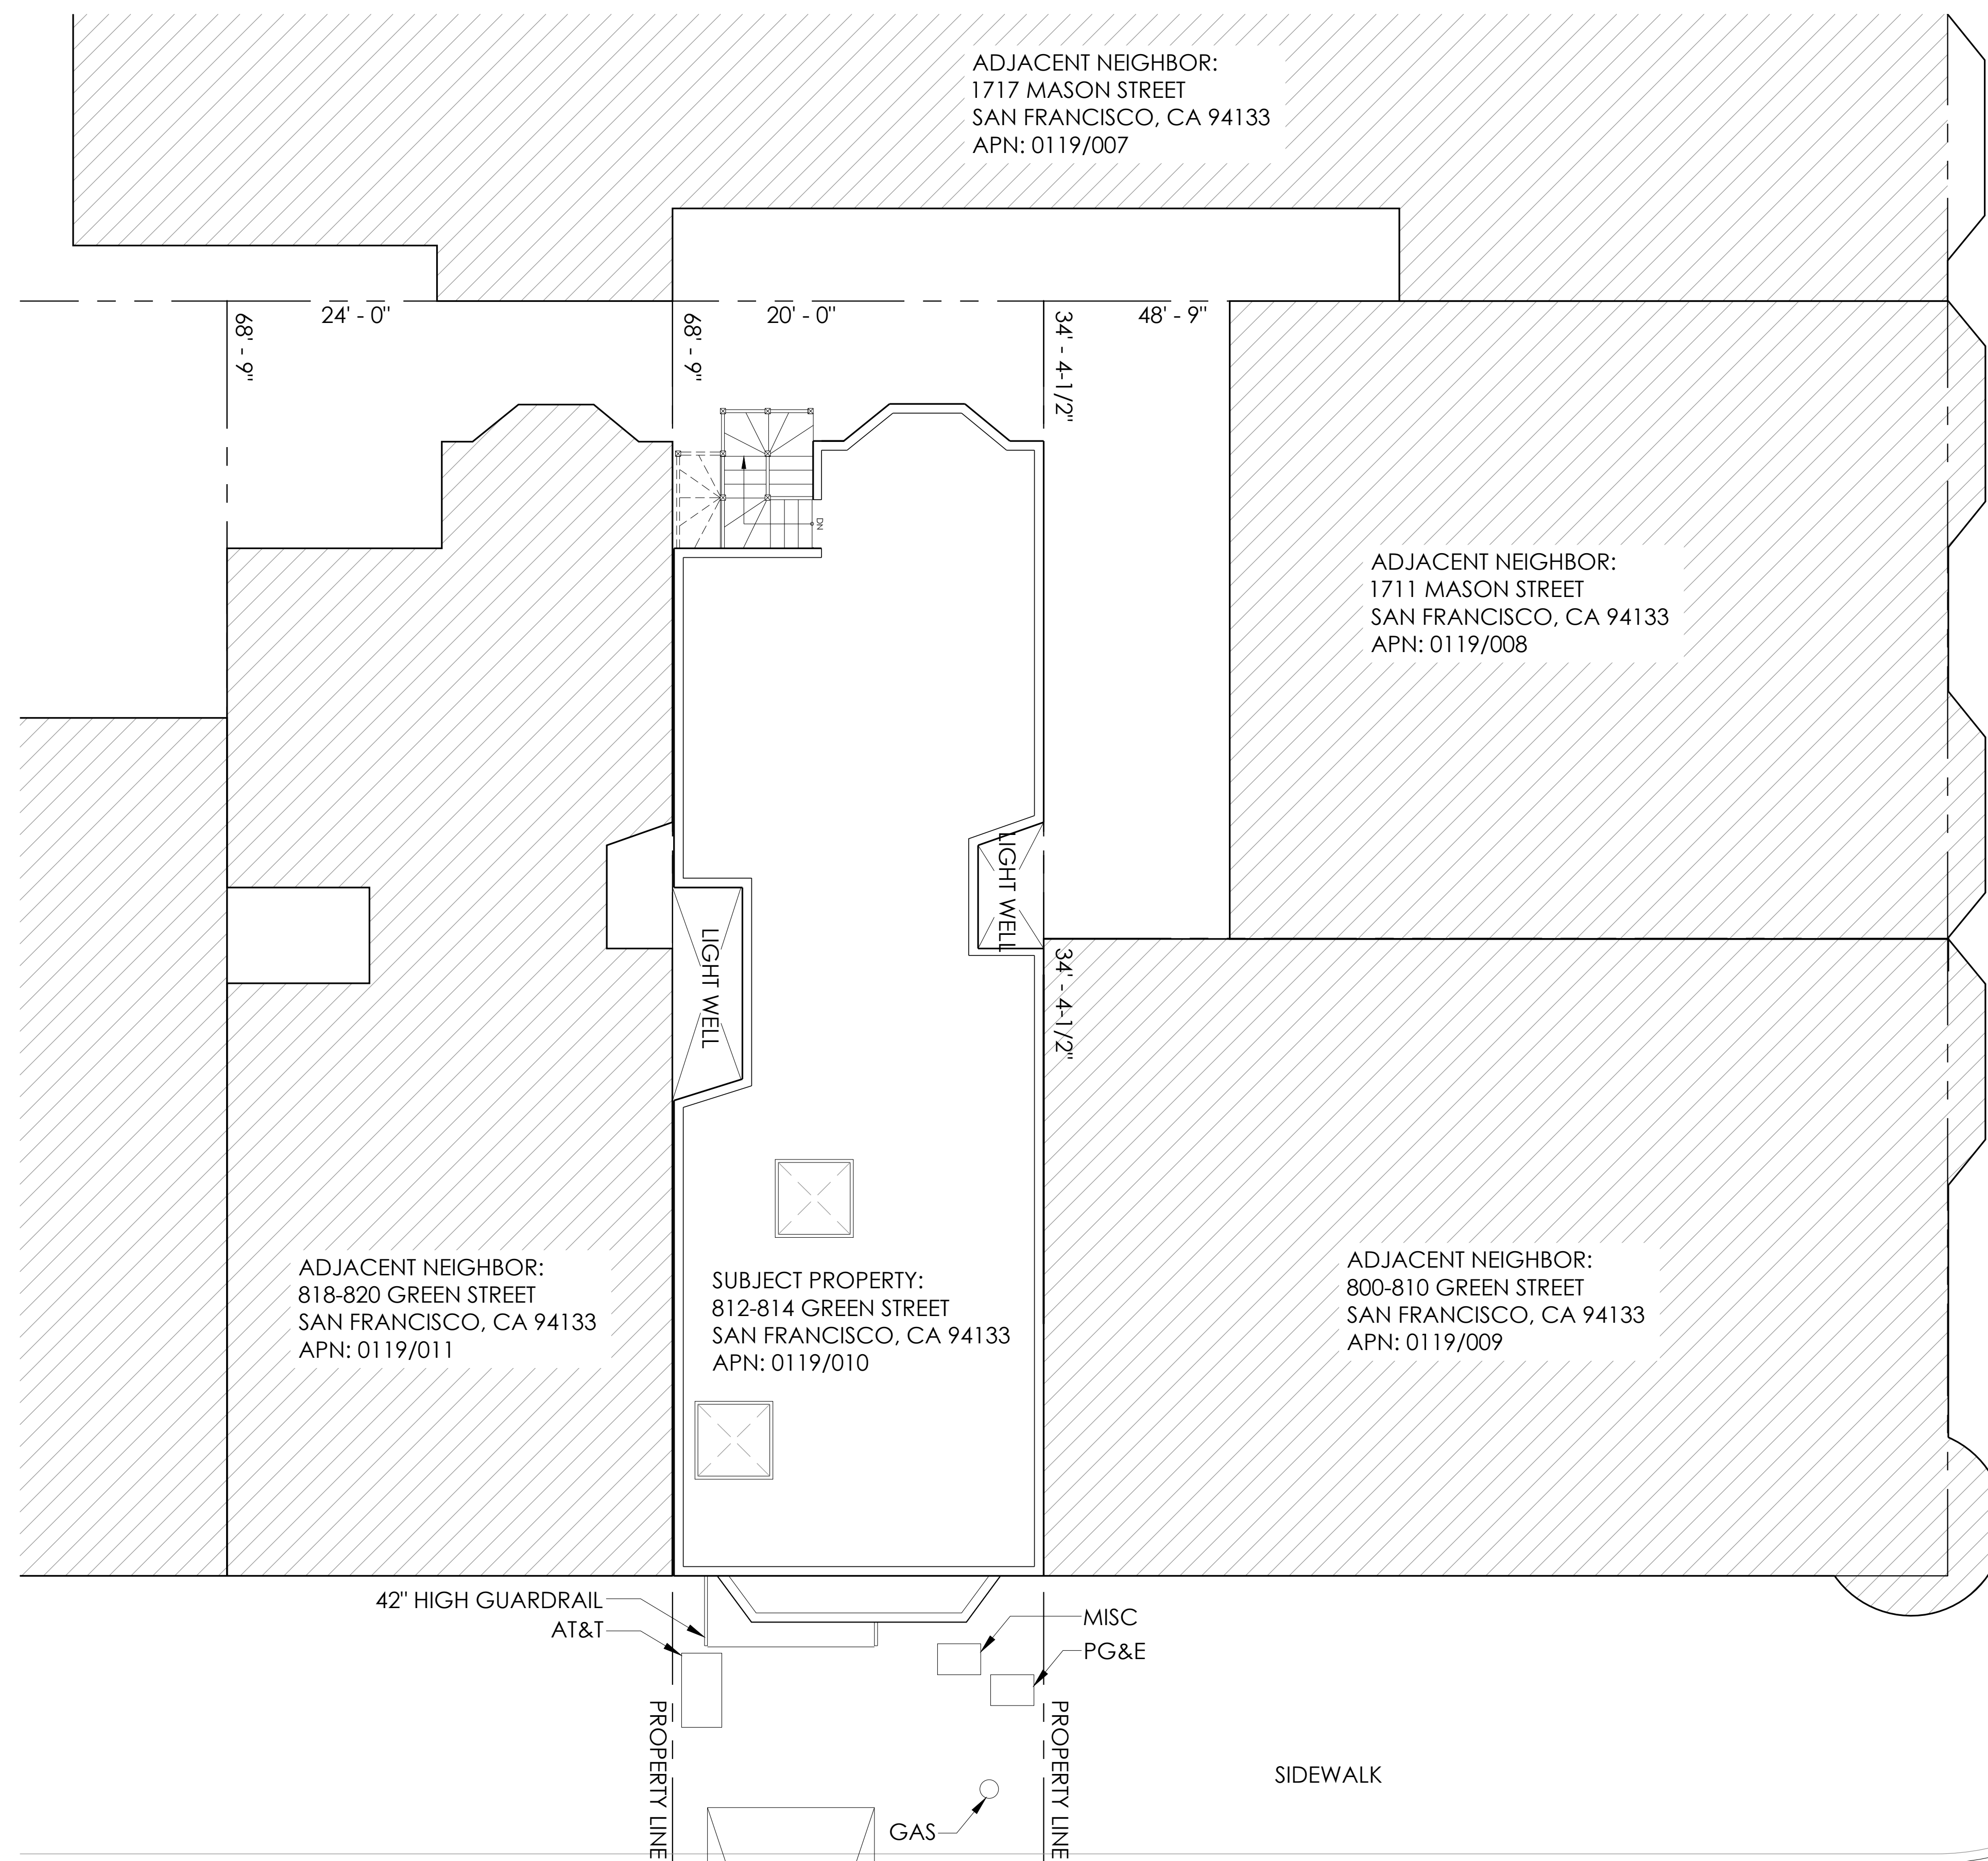 ADJACENT NEIGHBOR:
1717 MASON STREET
SAN FRANCISCO, CA 94133
APN: 0119/007
24' - 0"
20' - 0"
48' - 9"
68' - 9"
68' - 9"
34' - 4-1/2"
DN
ADJACENT NEIGHBOR:
1711 MASON STREET
SAN FRANCISCO, CA 94133
APN: 0119/008
LIGHT WELL
LIGHT WELL
34' - 4-1/2"
ADJACENT NEIGHBOR:
818-820 GREEN STREET
SAN FRANCISCO, CA 94133
APN: 0119/011
SUBJECT PROPERTY:
812-814 GREEN STREET
SAN FRANCISCO, CA 94133
APN: 0119/010
ADJACENT NEIGHBOR:
800-810 GREEN STREET
SAN FRANCISCO, CA 94133
APN: 0119/009
42" HIGH GUARDRAIL
AT&T
MISC
PG&E
PROPERTY LINE
PROPERTY LINE
SIDEWALK
GAS